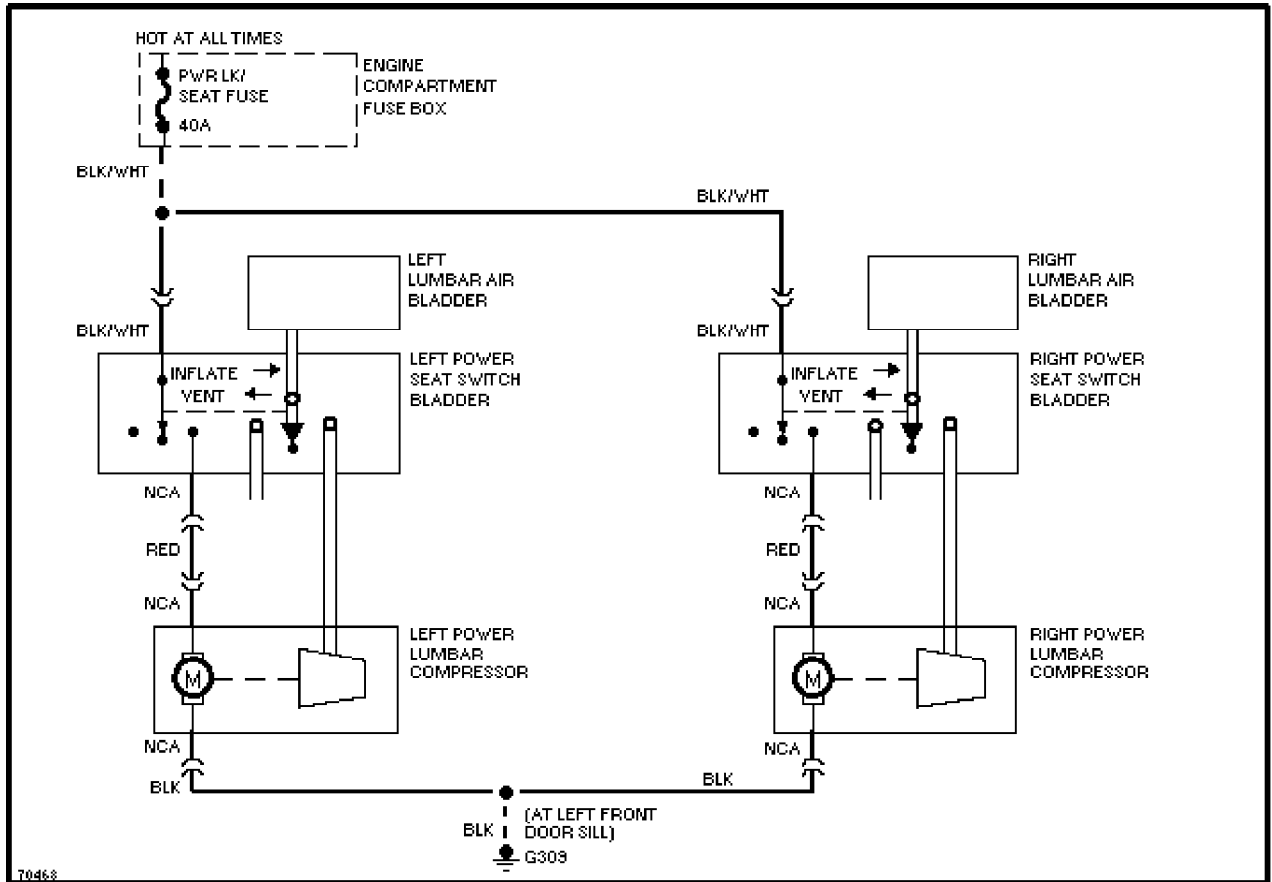 HOT AT ALL TIMES
PWR LK/
SEAT FUSE
40A
ENGINE
COMPARTMENT
FUSE BOX
BLK/WHT
BLK/WHT
LEFT
LUMBAR AIR
BLADDER
RIGHT
LUMBAR AIR
BLADDER
BLK/WHT
BLK/WHT
INFLATE
VENT
LEFT POWER
SEAT SWITCH
BLADDER
INFLATE
VENT
RIGHT POWER
SEAT SWITCH
BLADDER
NCA
NCA
RED
RED
NCA
NCA
M
LEFT POWER
LUMBAR
COMPRESSOR
M
RIGHT POWER
LUMBAR
COMPRESSOR
NCA
NCA
BLK
BLK
BLK
(AT LEFT FRONT
DOOR SILL)
G309
70468